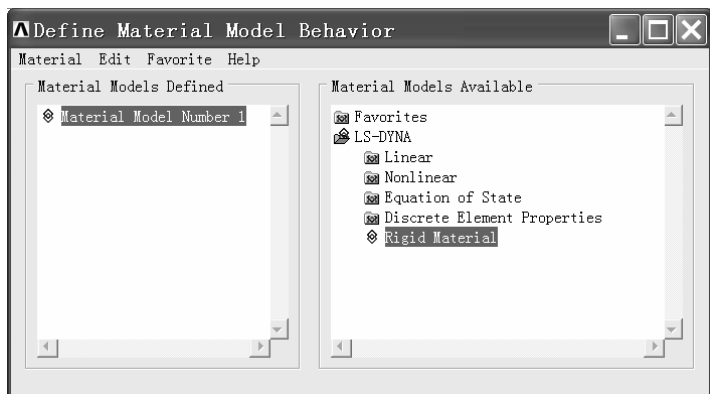 Define Material Model Behavior
Material Edit Favorite Help
Material Models Defined
Material Model Number 1
Material Models Available
Favorites
LS-DYNA
Linear
Nonlinear
Equation of State
Discrete Element Properties
Rigid Material